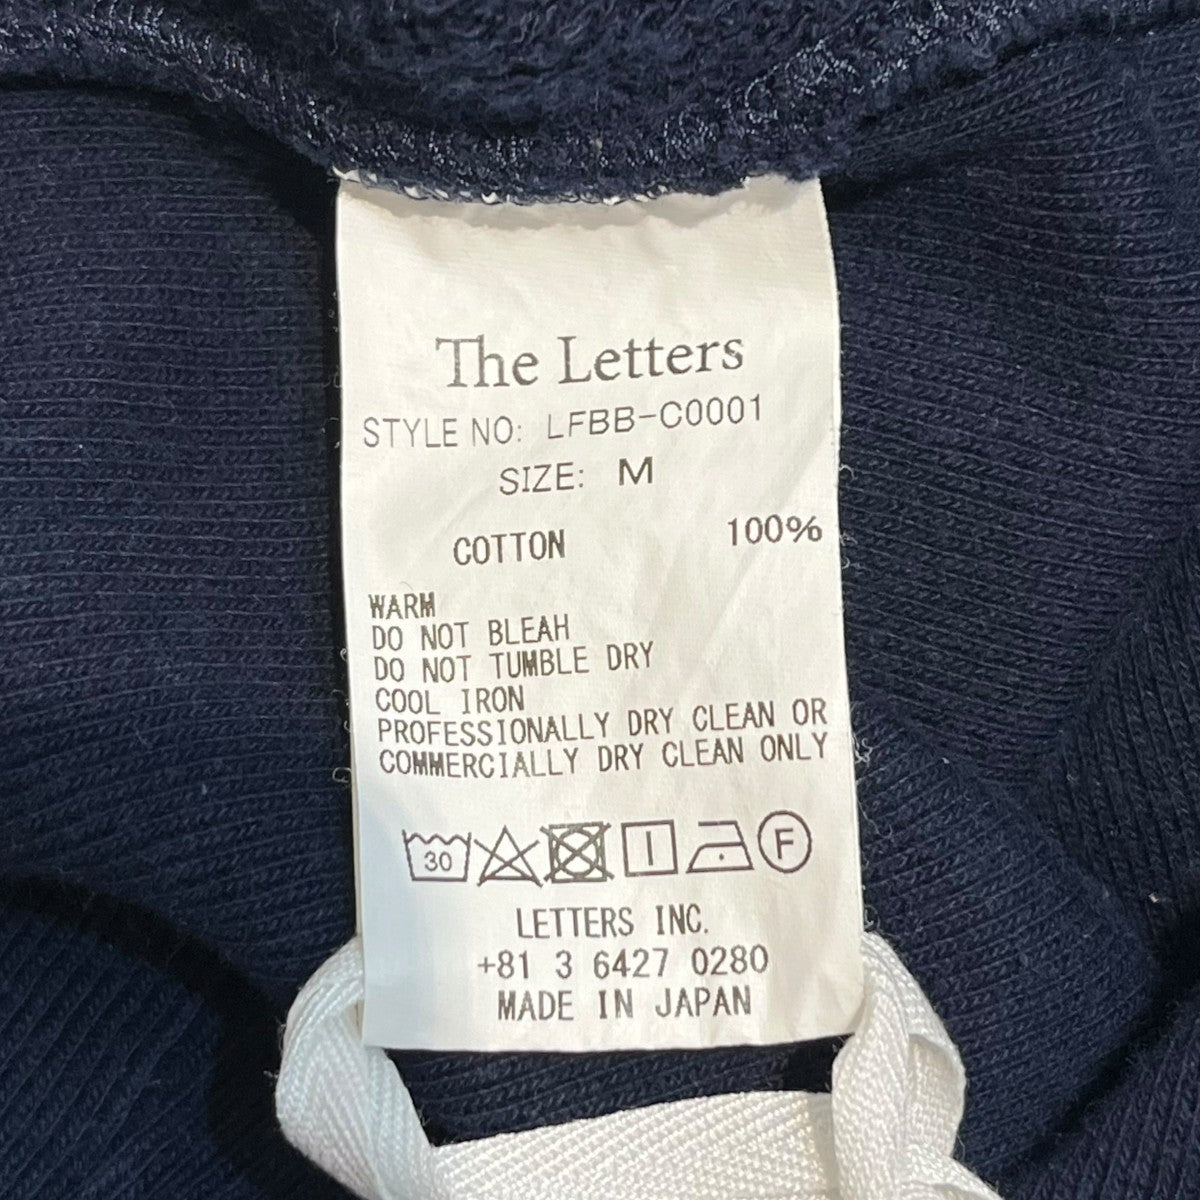 The Letters
STYLE NO: LFBB-C0001
SIZE: M
COTTON 100%
WARM
DO NOT BLEAH
DO NOT TUMBLE DRY
COOL IRON
PROFESSIONALLY DRY CLEAN OR
COMMERCIALLY DRY CLEAN ONLY
30 F
LETTERS INC.
+81 3 6427 0280
MADE IN JAPAN